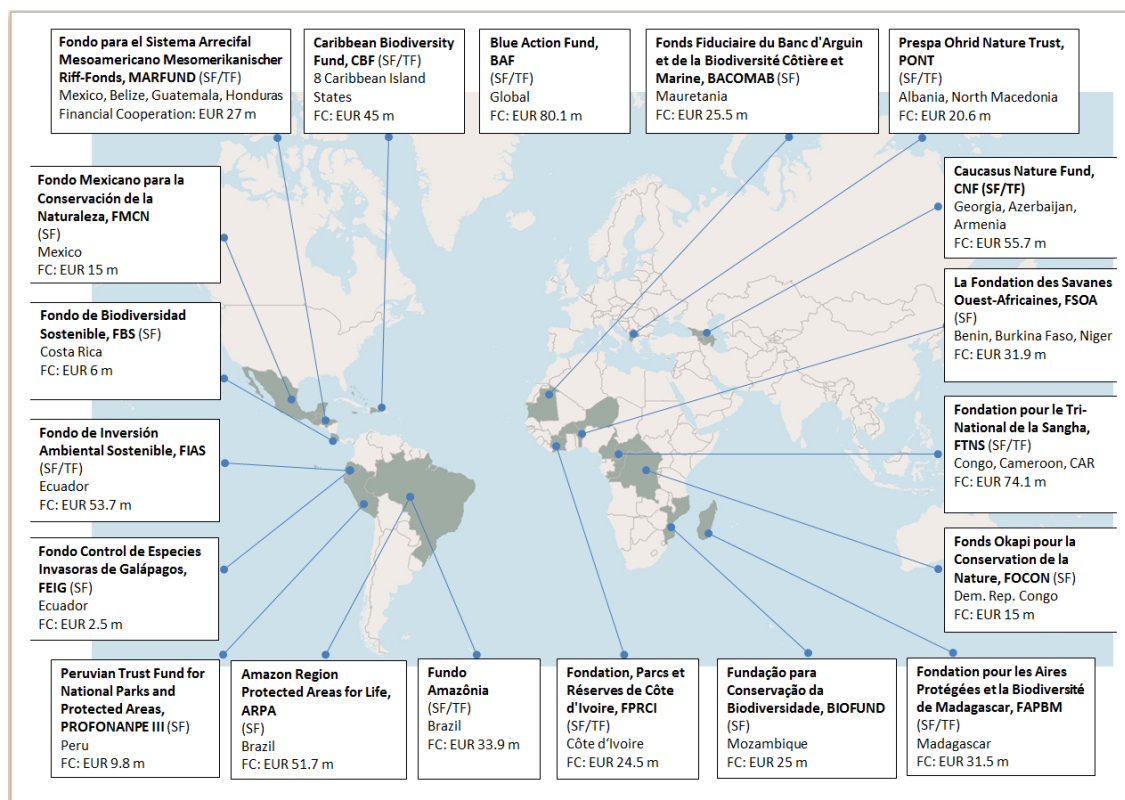 Fondo para el Sistema Arrecifal
Mesoamericano Mesomerikanischer
Riff-Fonds, MARFUND (SF/TF)
Mexico, Belize, Guatemala, Honduras
Financial Cooperation: EUR 27 m
Caribbean Biodiversity
Fund, CBF (SF/TF)
8 Caribbean Island
States
FC: EUR 45 m
Blue Action Fund,
BAF
(SF/TF)
Global
FC: EUR 80.1 m
Fonds Fiduciaire du Banc d'Arguin
et de la Biodiversité Côtière et
Marine, BACOMAB (SF)
Mauretania
FC: EUR 25.5 m
Prespa Ohrid Nature Trust,
PONT
(SF/TF)
Albania, North Macedonia
FC: EUR 20.6 m
Fondo Mexicano para la
Conservación de la
Naturaleza, FMCN
(SF)
Mexico
FC: EUR 15 m
Caucasus Nature Fund,
CNF (SF/TF)
Georgia, Azerbaijan,
Armenia
FC: EUR 55.7 m
Fondo de Biodiversidad
Sostenible, FBS (SF)
Costa Rica
FC: EUR 6 m
La Fondation des Savanes
Ouest-Africaines, FSOA
(SF)
Benin, Burkina Faso, Niger
FC: EUR 31.9 m
Fondo de Inversión
Ambiental Sostenible, FIAS
(SF/TF)
Ecuador
FC: EUR 53.7 m
Fondation pour le Tri-
National de la Sangha,
FTNS (SF/TF)
Congo, Cameroon, CAR
FC: EUR 74.1 m
Fondo Control de Especies
Invasoras de Galápagos,
FEIG (SF)
Ecuador
FC: EUR 2.5 m
Fonds Okapi pour la
Conservation de la
Nature, FOCON (SF)
Dem. Rep. Congo
FC: EUR 15 m
Peruvian Trust Fund for
National Parks and
Protected Areas,
PROFONANPE III (SF)
Peru
FC: EUR 9.8 m
Amazon Region
Protected Areas for Life,
ARPA
(SF)
Brazil
FC: EUR 51.7 m
Fundo
Amazônia
(SF/TF)
Brazil
FC: EUR 33.9 m
Fondation, Parcs et
Réserves de Côte
d'Ivoire, FPRCI
(SF/TF)
Côte d'Ivoire
FC: EUR 24.5 m
Fundação para
Conservação da
Biodiversidade, BIOFUND
(SF)
Mozambique
FC: EUR 25 m
Fondation pour les Aires
Protégées et la Biodiversité
de Madagascar, FAPBM
(SF/TF)
Madagascar
FC: EUR 31.5 m